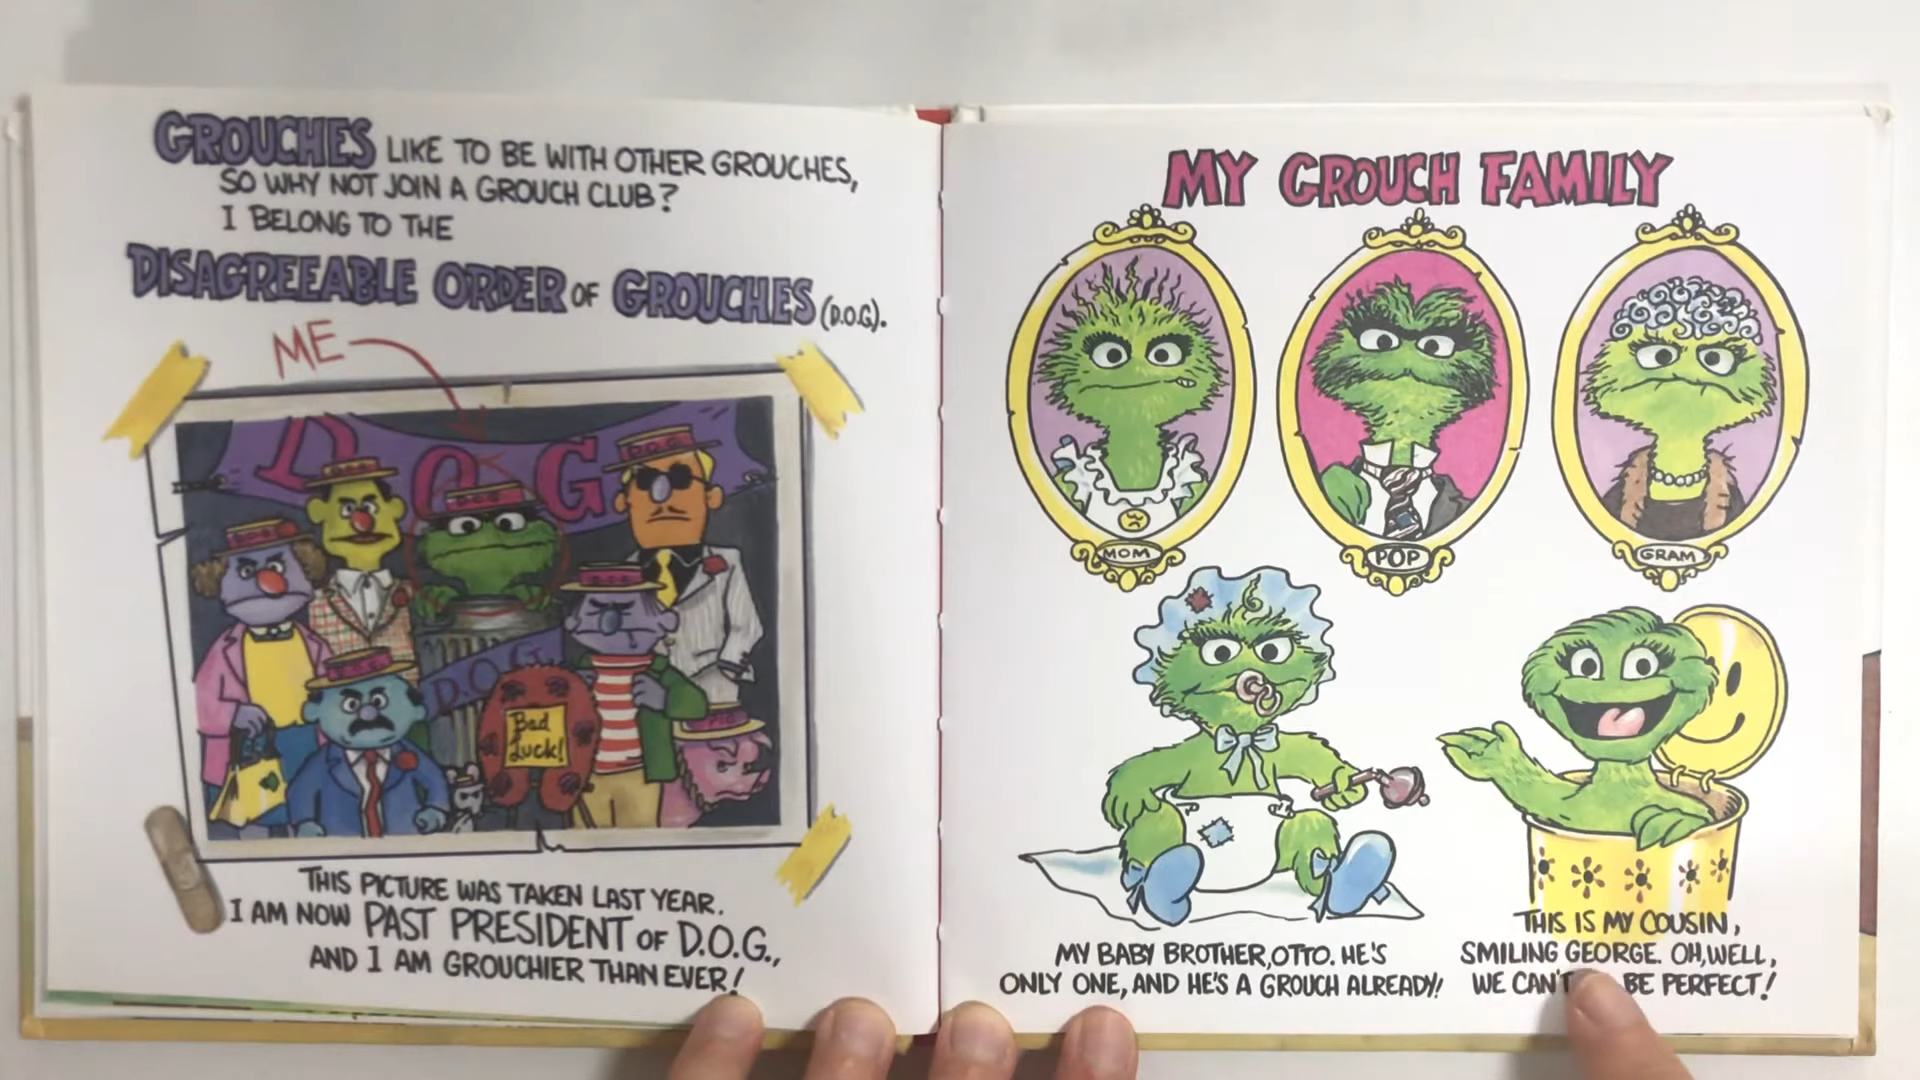 GROUCHES LIKE TO BE WITH OTHER GROUCHES,
SO WHY NOT JOIN A GROUCH CLUB?
I BELONG TO THE
DISAGREEABLE ORDER OF GROUCHES (D.O.G).
ME
D O G
D.O.G.
D.O.G.
Bad
Luck!
THIS PICTURE WAS TAKEN LAST YEAR.
I AM NOW PAST PRESIDENT OF D.O.G.,
AND I AM GROUCHIER THAN EVER!
MY GROUCH FAMILY
MOM
POP
GRAM
MY BABY BROTHER, OTTO. HE'S
ONLY ONE, AND HE'S A GROUCH ALREADY!
THIS IS MY COUSIN,
SMILING GEORGE. OH, WELL,
WE CAN'T BE PERFECT!